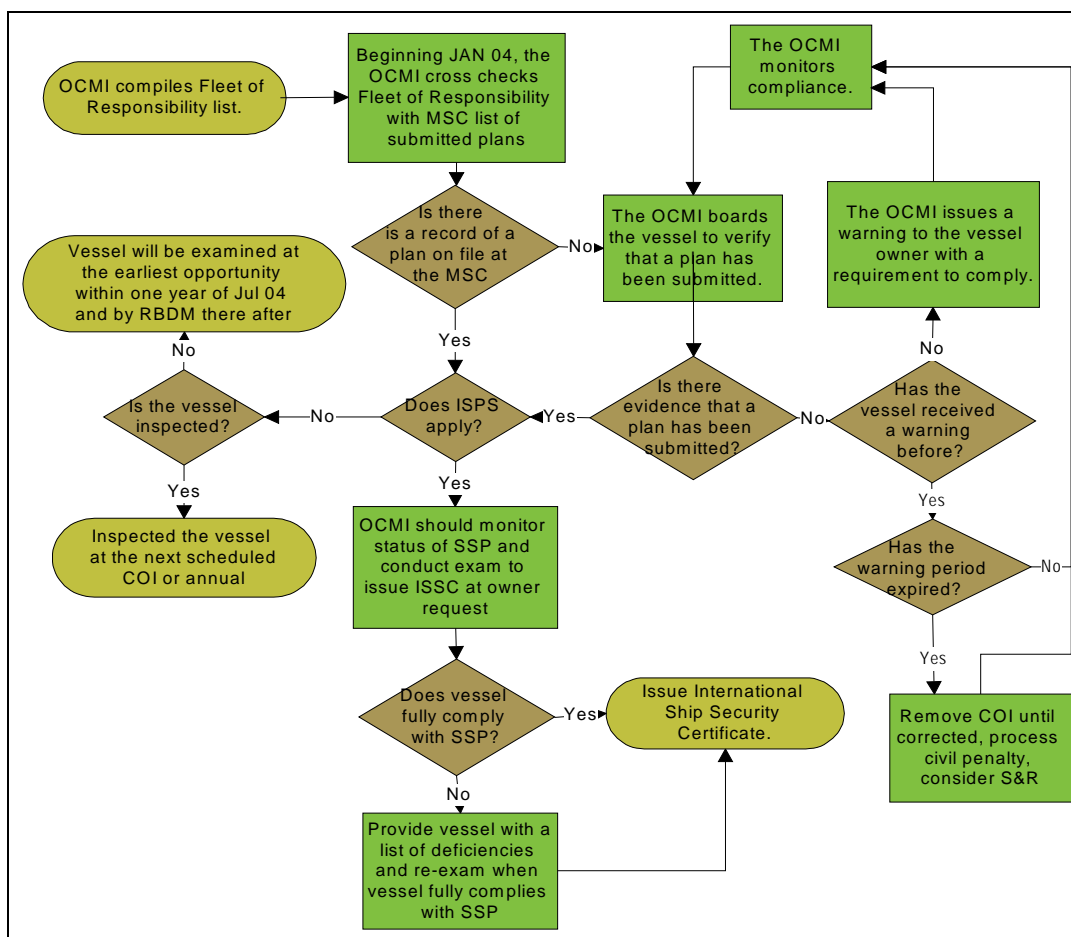 OCMI compiles Fleet of
Responsibility list.
Beginning JAN 04, the
OCMI cross checks
Fleet of Responsibility
with MSC list of
submitted plans
The OCMI
monitors
compliance.
Is there
is a record of a
plan on file at
the MSC
No
The OCMI boards
the vessel to verify
that a plan has
been submitted.
The OCMI issues a
warning to the vessel
owner with a
requirement to comply.
Vessel will be examined at
the earliest opportunity
within one year of Jul 04
and by RBDM there after
No
Yes
No
Is the vessel
inspected?
No
Does ISPS
apply?
Yes
Is there
evidence that a
plan has been
submitted?
No
Has the
vessel received
a warning
before?
Yes
Yes
Yes
Inspected the vessel
at the next scheduled
COI or annual
OCMI should monitor
status of SSP and
conduct exam to
issue ISSC at owner
request
Has the
warning period
expired?
No
Yes
Does vessel
fully comply
with SSP?
Yes
Issue International
Ship Security
Certificate.
Remove COI until
corrected, process
civil penalty,
consider S&R
No
Provide vessel with a
list of deficiencies
and re-exam when
vessel fully complies
with SSP